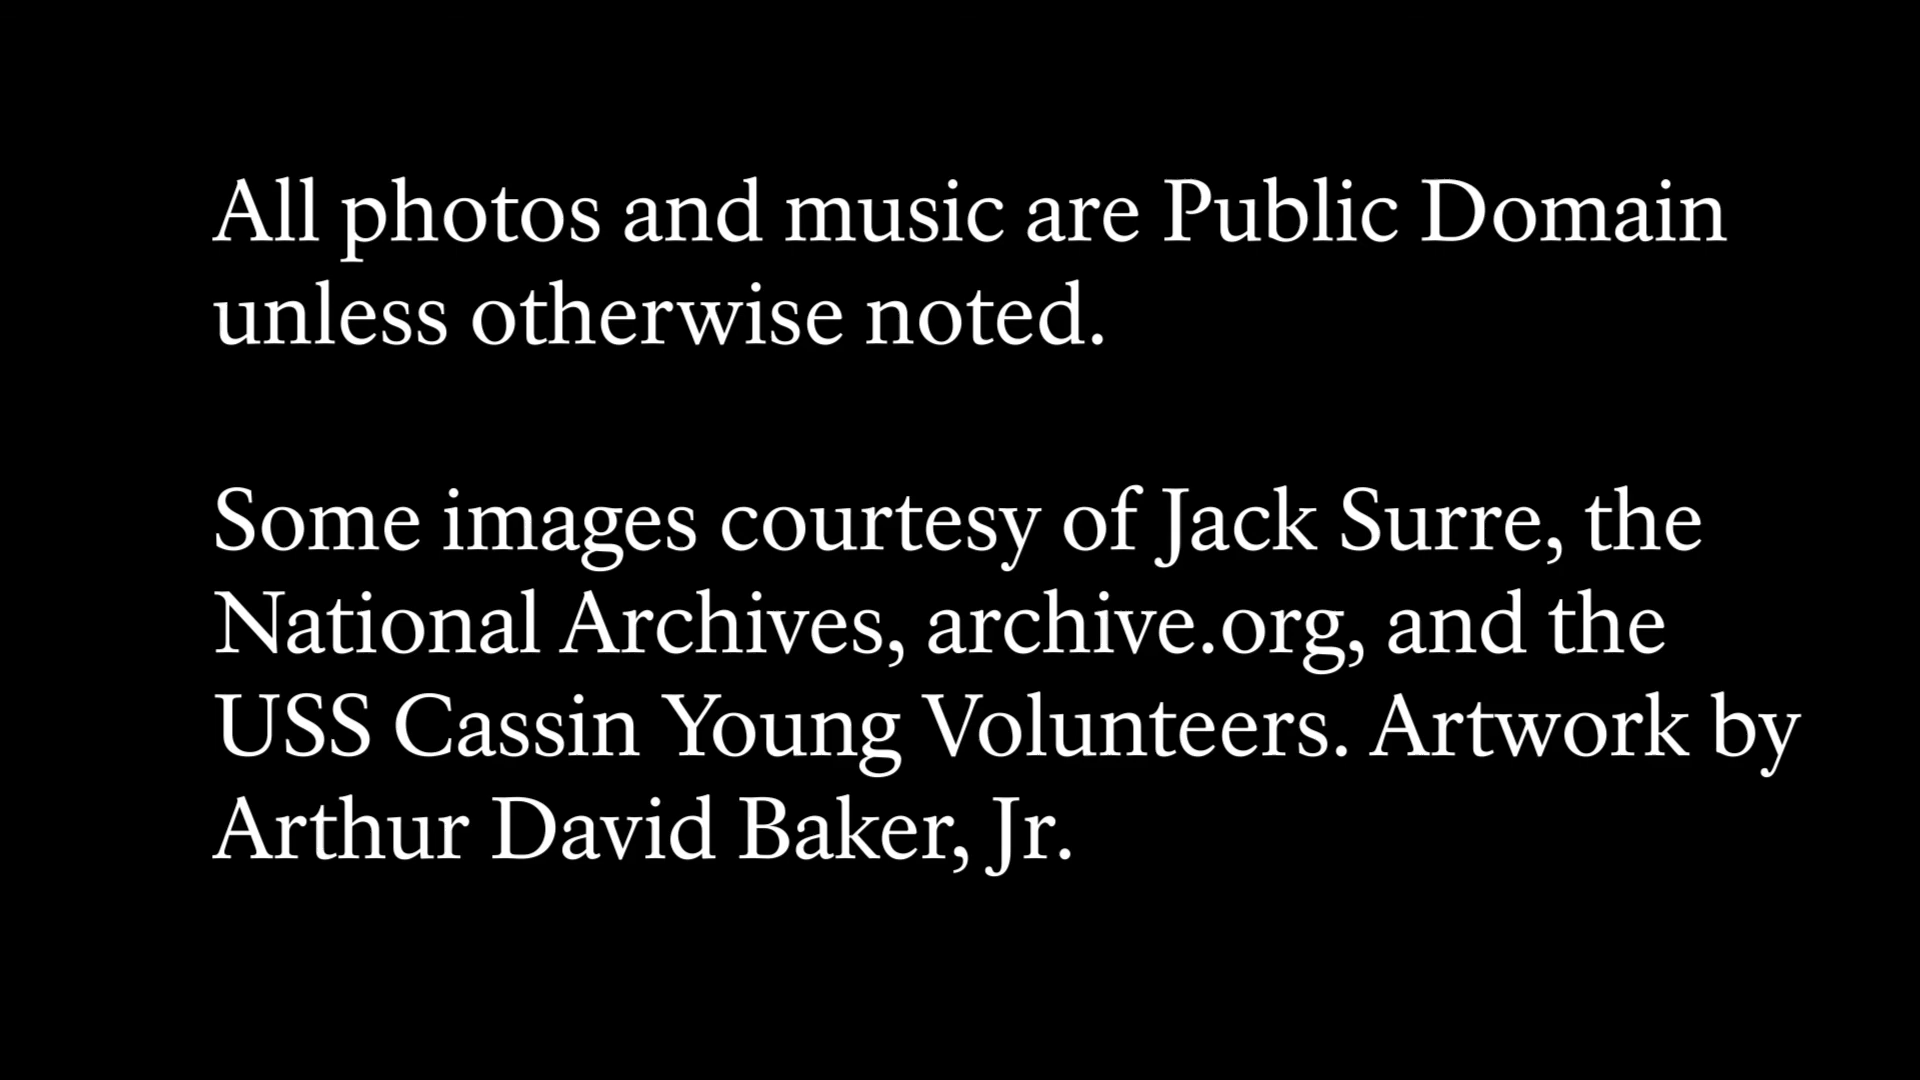 All photos and music are Public Domain
unless otherwise noted.
Some images courtesy of Jack Surre, the
National Archives, archive.org, and the
USS Cassin Young Volunteers. Artwork by
Arthur David Baker, Jr.